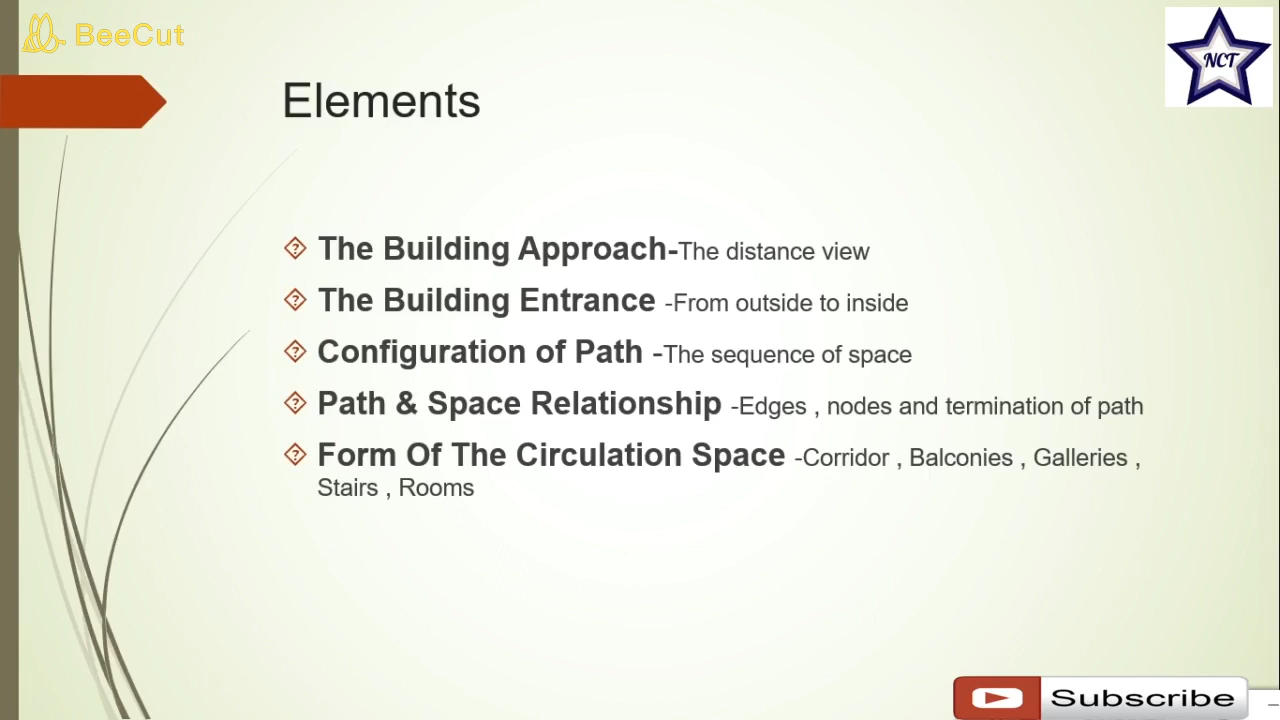 BeeCut
NCT
Elements
The Building Approach-The distance view
The Building Entrance -From outside to inside
Configuration of Path -The sequence of space
Path & Space Relationship -Edges , nodes and termination of path
Form Of The Circulation Space -Corridor , Balconies , Galleries ,
Stairs , Rooms
Subscribe